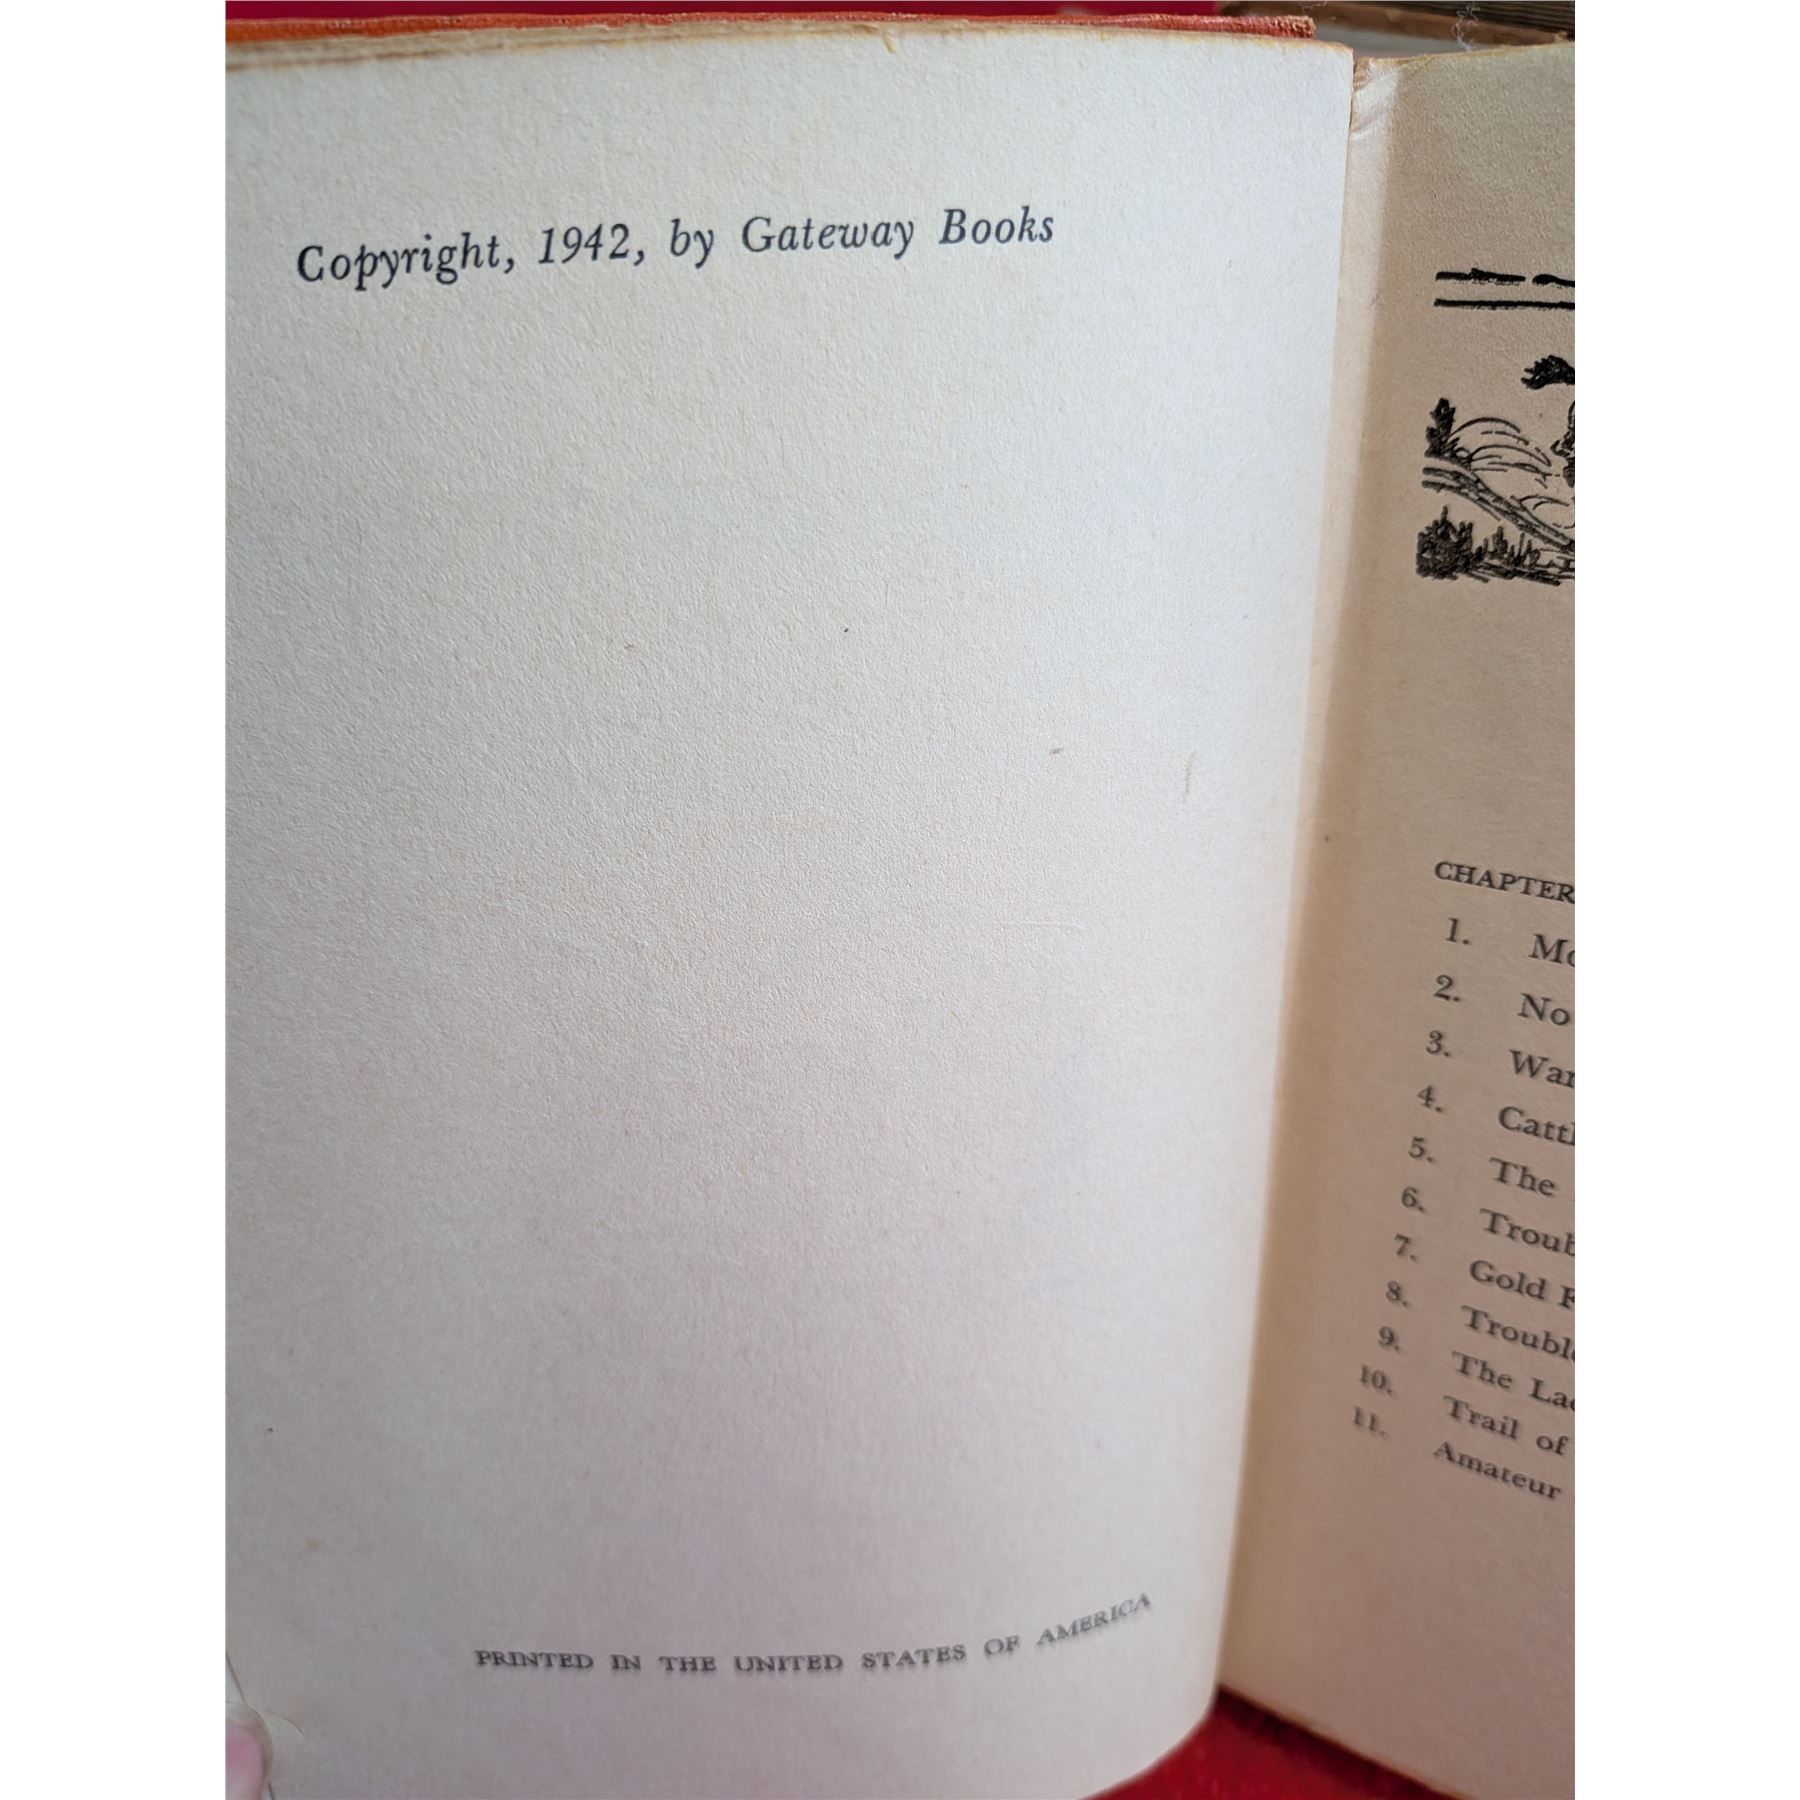 Copyright, 1942, by Gateway Books
PRINTED IN THE UNITED STATES OF AMERICA
CHAPTER
1.
2. No
3.
4.
5. The
6.
7. Gold
8.
9. The
10. Trail of
11. Amateur